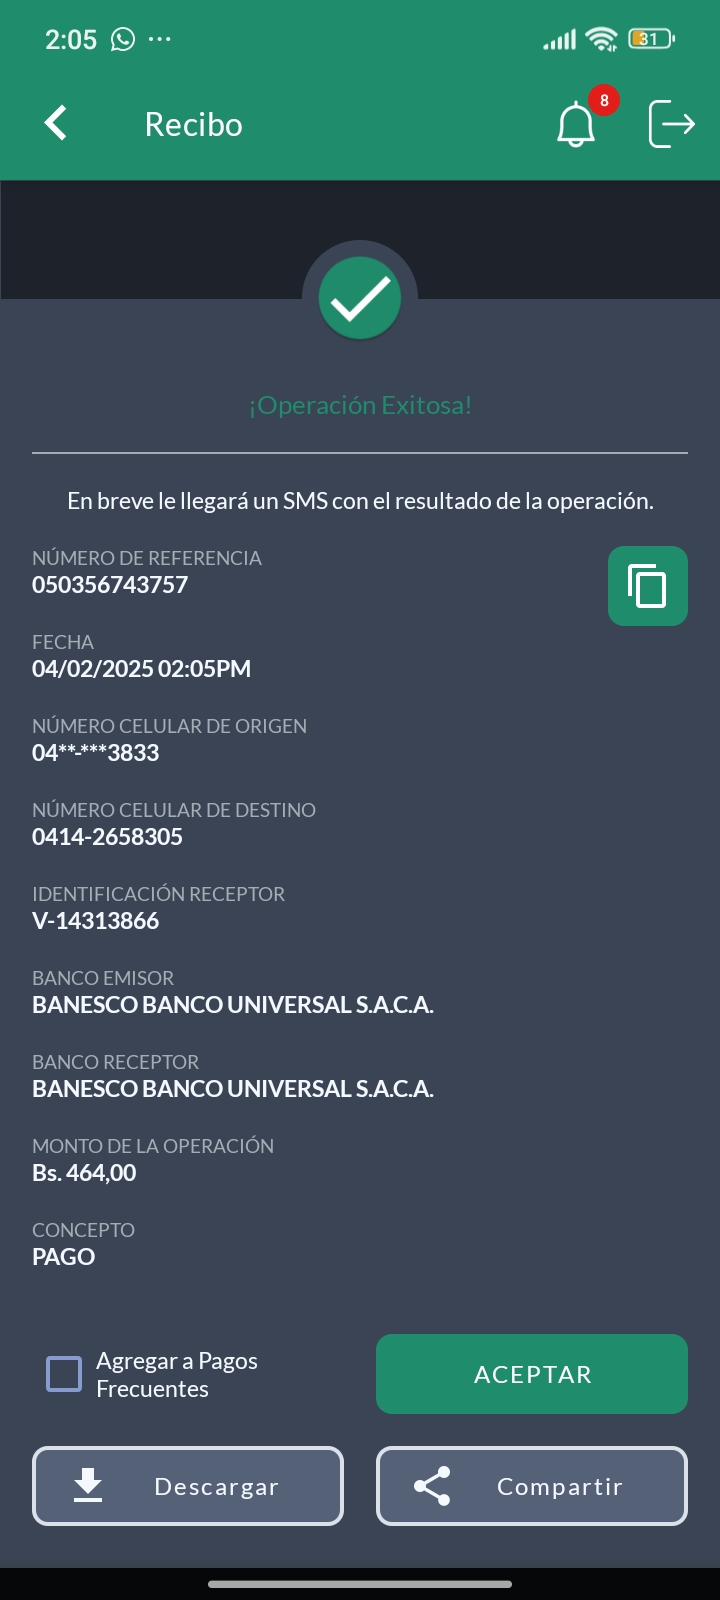 2:05 ...
31
Recibo
8
¡Operación Exitosa!
En breve le llegará un SMS con el resultado de la operación.
NÚMERO DE REFERENCIA
050356743757
FECHA
04/02/2025 02:05PM
NÚMERO CELULAR DE ORIGEN
04**-***3833
NÚMERO CELULAR DE DESTINO
0414-2658305
IDENTIFICACIÓN RECEPTOR
V-14313866
BANCO EMISOR
BANESCO BANCO UNIVERSAL S.A.C.A.
BANCO RECEPTOR
BANESCO BANCO UNIVERSAL S.A.C.A.
MONTO DE LA OPERACIÓN
Bs. 464,00
CONCEPTO
PAGO
Agregar a Pagos
Frecuentes
ACEPTAR
Descargar
Compartir